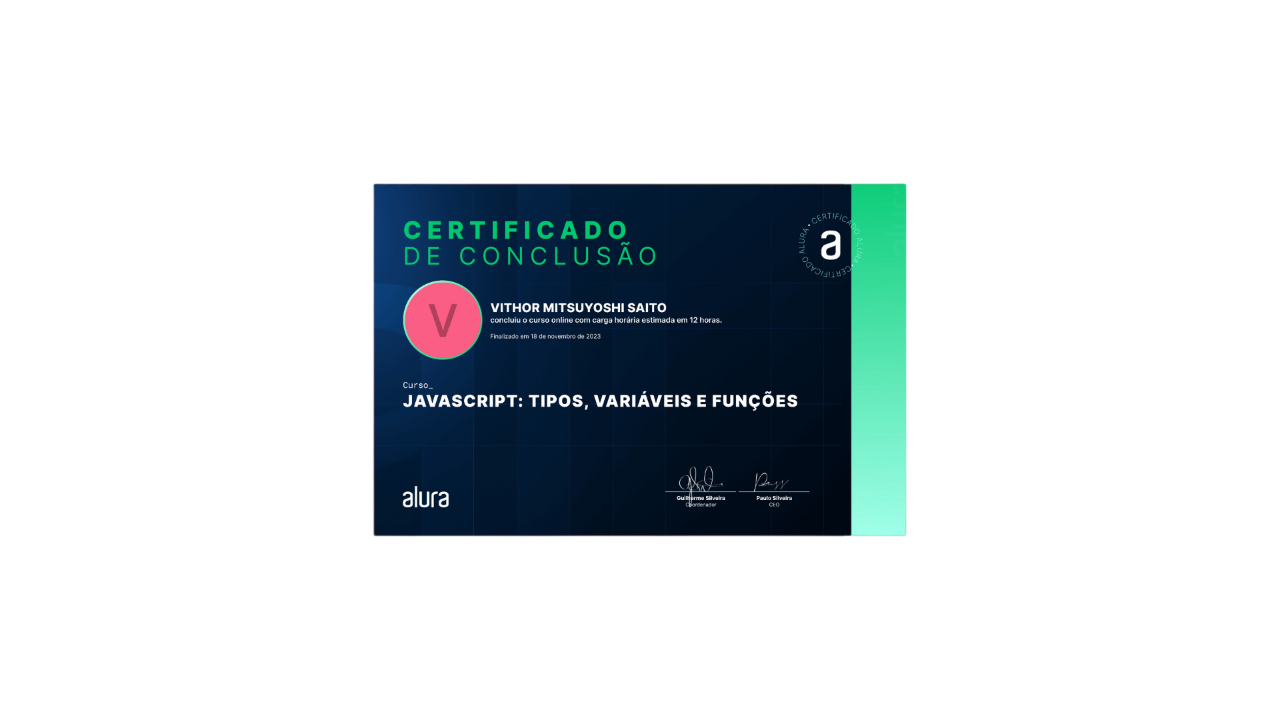 CERTIFICADO
DE CONCLUSÃO
CERTIFICADO ALURA • CERTIFICADO ALURA •
a
V
VITHOR MITSUYOSHI SAITO
concluiu o curso online com carga horária estimada em 12 horas.
Finalizado em 18 de novembro de 2023
Curso_
JAVASCRIPT: TIPOS, VARIÁVEIS E FUNÇÕES
alura
Guilherme Silveira
Coordenador
Paulo Silveira
CEO